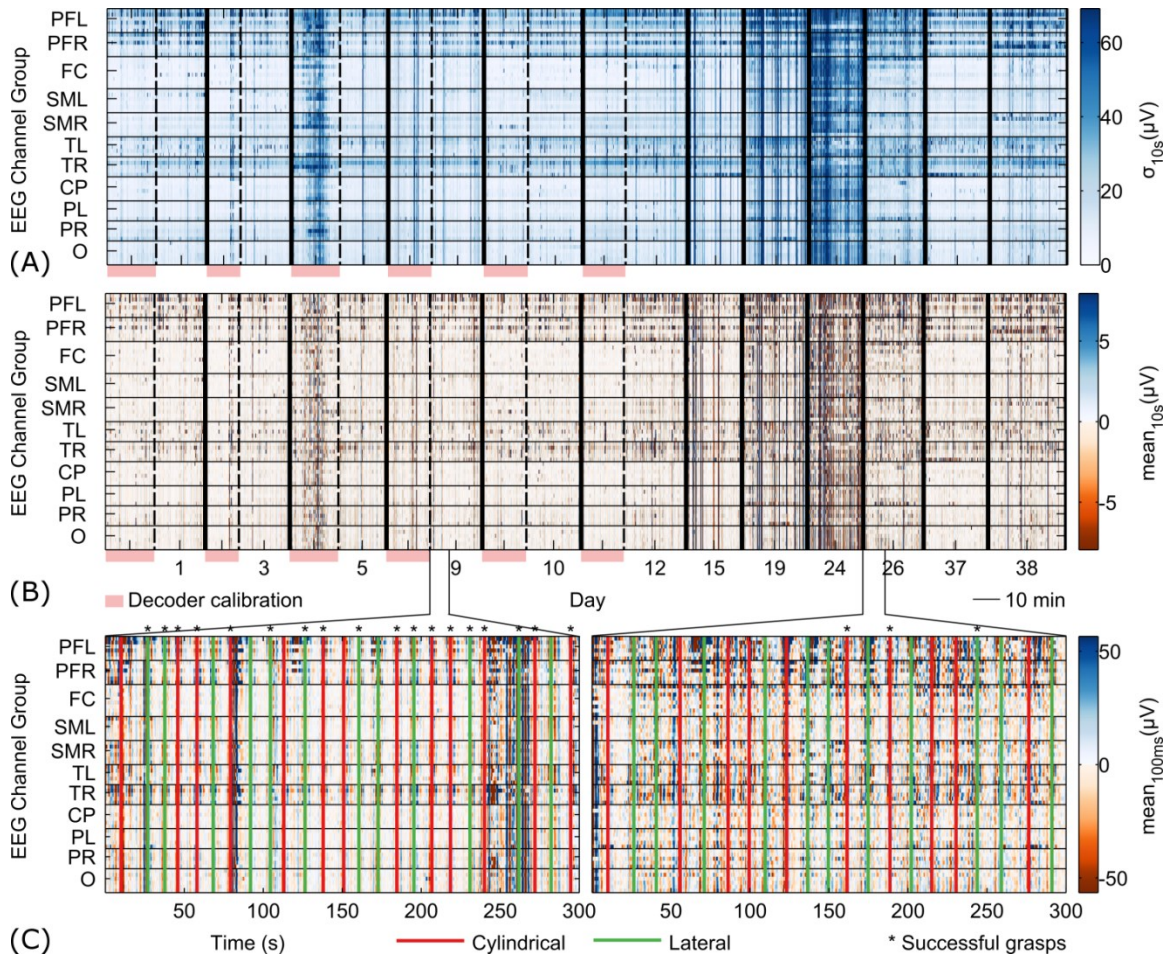 PFL
PFR
FC
SML
SMR
TL
TR
CP
PL
PR
O
EEG Channel Group
(A)
60
40
20
0
σ10s(μV)
PFL
PFR
FC
SML
SMR
TL
TR
CP
PL
PR
O
EEG Channel Group
(B)
5
0
-5
mean10s(μV)
1 3 5 9 10 12 15 19 24 26 37 38
Decoder calibration Day 10 min
* * * * * * * * * * * * * * * * * *
* * *
PFL
PFR
FC
SML
SMR
TL
TR
CP
PL
PR
O
EEG Channel Group
50
0
-50
mean100ms(μV)
50 100 150 200 250 300 50 100 150 200 250 300
(C) Time (s) Cylindrical Lateral * Successful grasps